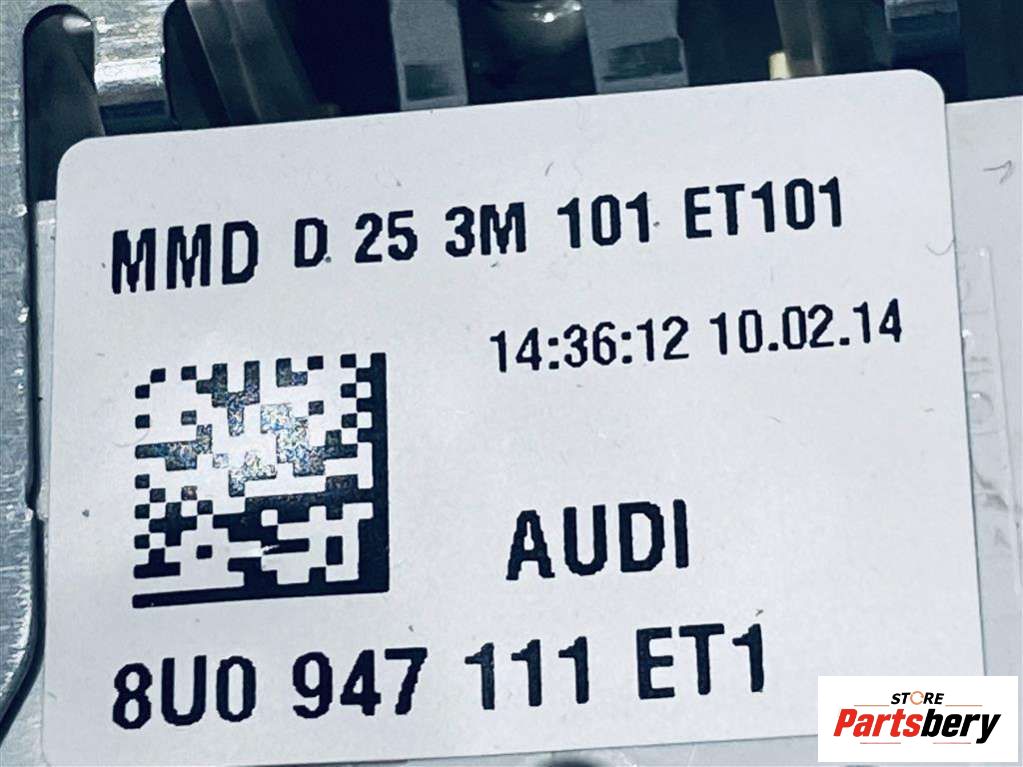 MMD D 25 3M 101 ET101
14:36:12 10.02.14
AUDI
8U0 947 111 ET1
STORE
Partsbery